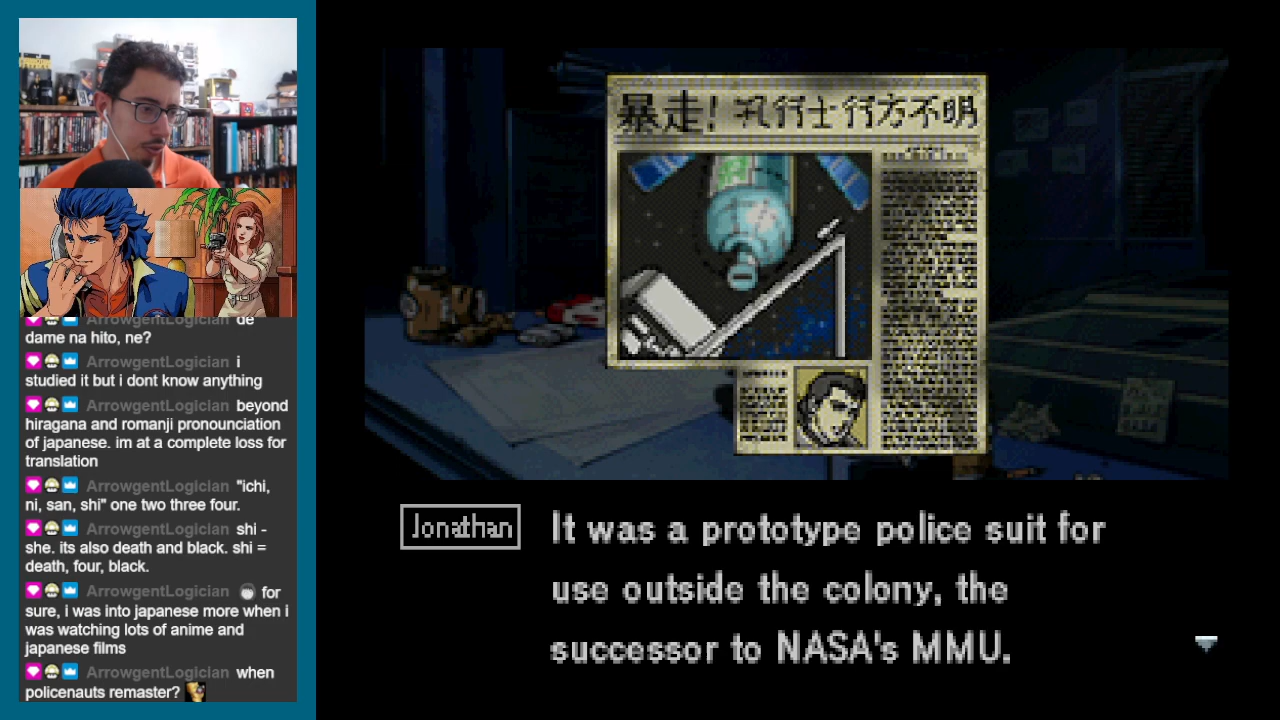 ArrowgentLogician de
dame na hito, ne?
ArrowgentLogician i
studied it but i dont know anything
ArrowgentLogician beyond
hiragana and romanji pronounciation
of japanese. im at a complete loss for
translation
ArrowgentLogician "ichi,
ni, san, shi" one two three four.
ArrowgentLogician shi -
she. its also death and black. shi =
death, four, black.
ArrowgentLogician for
sure, i was into japanese more when i
was watching lots of anime and
japanese films
ArrowgentLogician when
policenauts remaster?
暴走! 飛行士行方不明
Jonathan
It was a prototype police suit for
use outside the colony, the
successor to NASA's MMU.